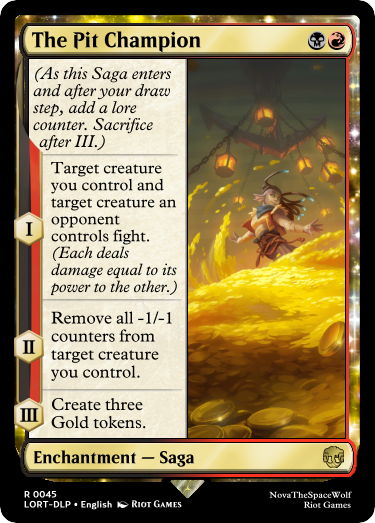 The Pit Champion
(As this Saga enters
and after your draw
step, add a lore
counter. Sacrifice
after III.)
I
Target creature
you control and
target creature an
opponent
controls fight.
(Each deals
damage equal to its
power to the other.)
II
Remove all -1/-1
counters from
target creature
you control.
III
Create three
Gold tokens.
Enchantment — Saga
R 0045
LORT-DLP • English RIOT GAMES
NovaTheSpaceWolf
Riot Games